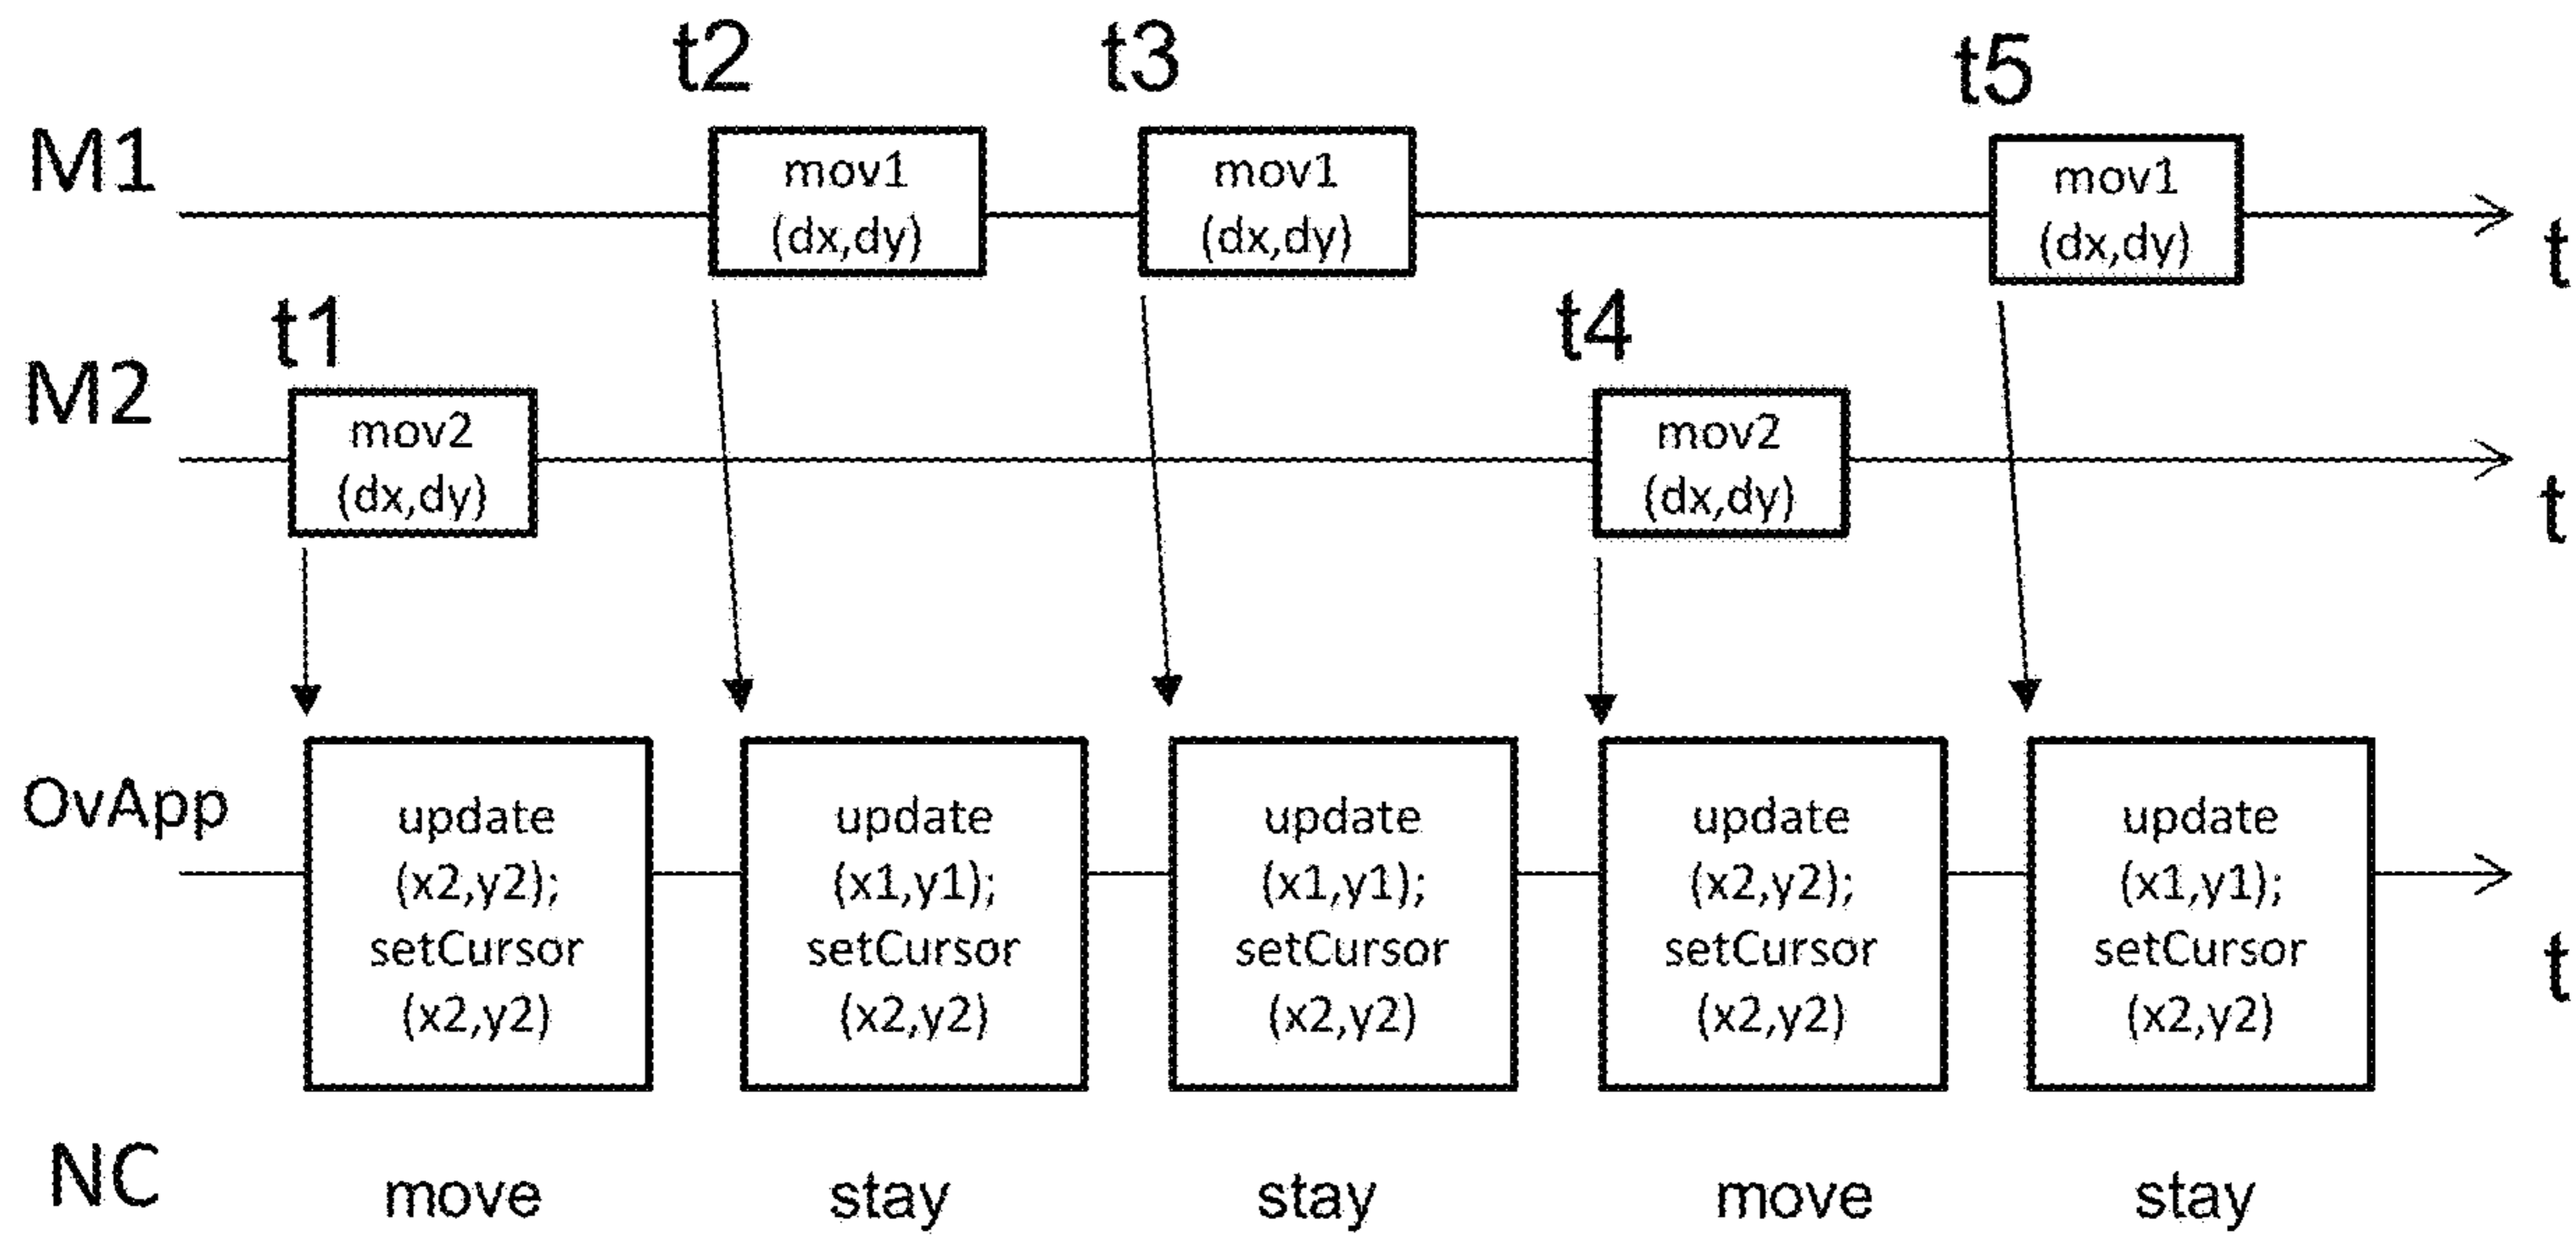 t2
t3
t5
M1
mov1
(dx,dy)
mov1
(dx,dy)
mov1
(dx,dy)
t
t1
t4
M2
mov2
(dx,dy)
mov2
(dx,dy)
t
OvApp
update
(x2,y2);
setCursor
(x2,y2)
update
(x1,y1);
setCursor
(x2,y2)
update
(x1,y1);
setCursor
(x2,y2)
update
(x2,y2);
setCursor
(x2,y2)
update
(x1,y1);
setCursor
(x2,y2)
t
NC
move
stay
stay
move
stay